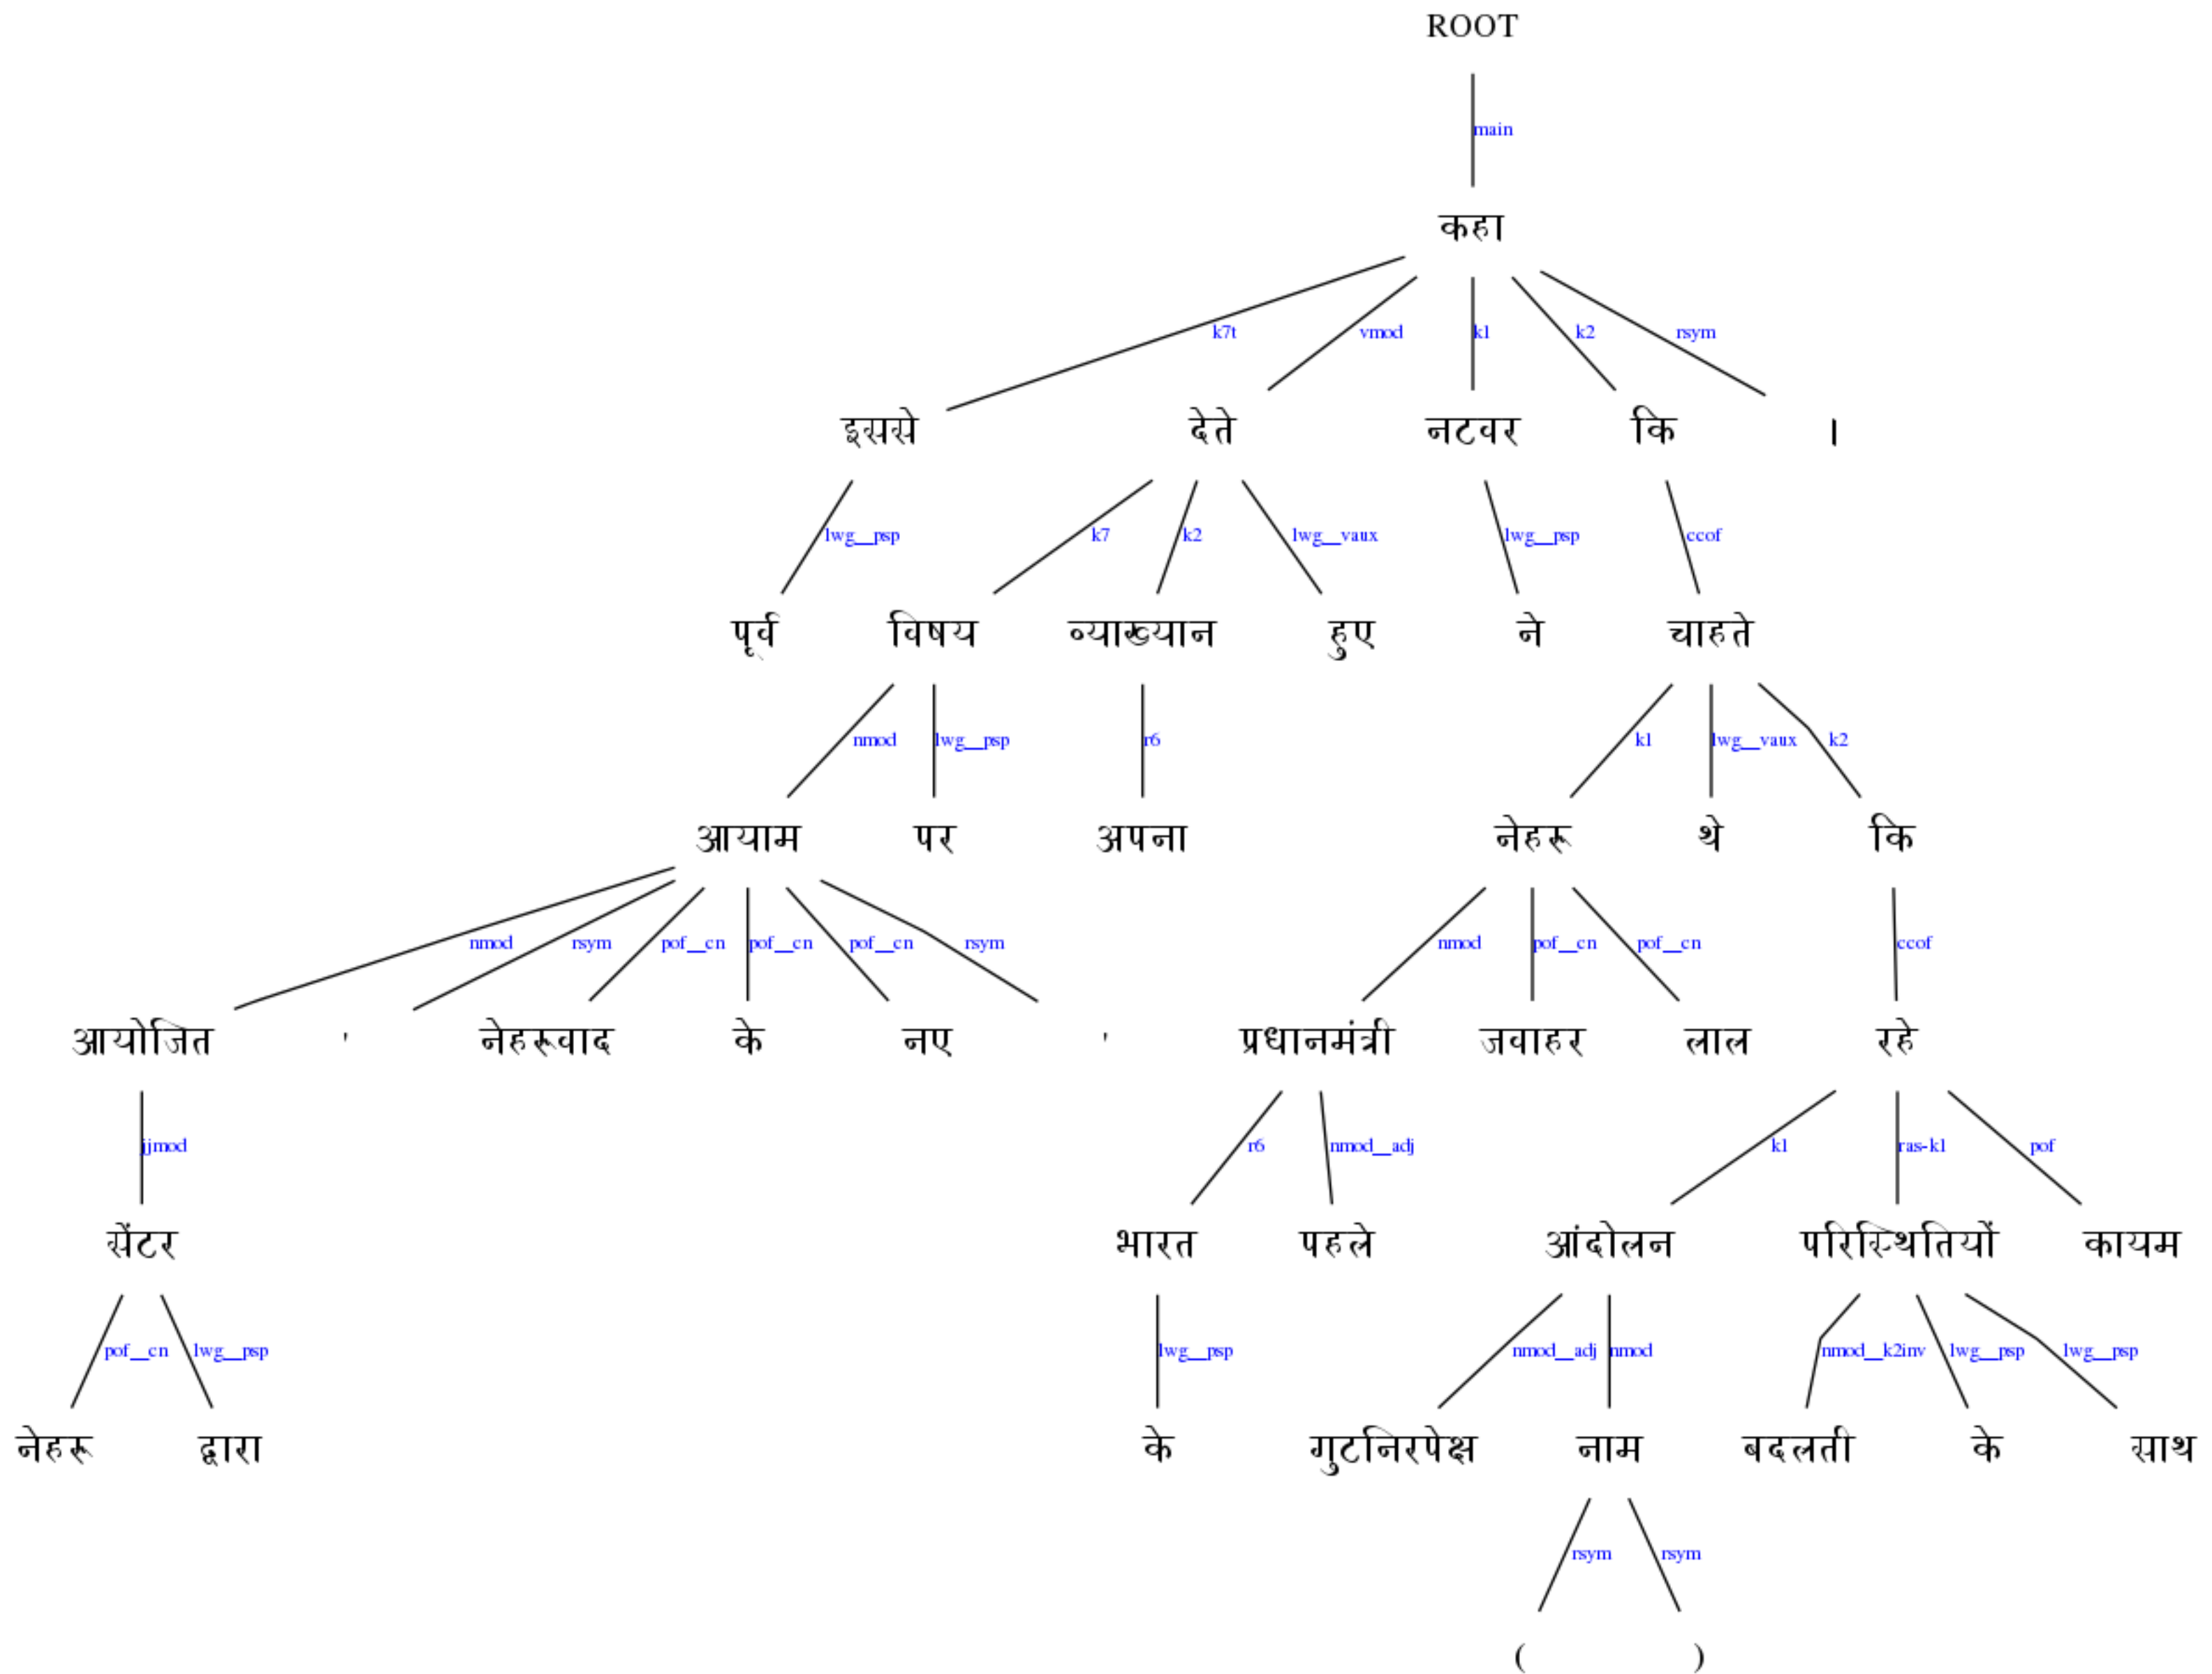 ROOT
main
कहा
k7t vmod k1 k2 rsym
इससे देते नटवर कि ।
lwg__psp k7 k2 lwg__vaux lwg__psp ccof
पूर्व विषय व्याख्यान हुए ने चाहते
nmod lwg__psp r6 k1 lwg__vaux k2
आयाम पर अपना नेहरू थे कि
nmod rsym pof__cn pof__cn pof__cn rsym nmod pof__cn pof__cn ccof
आयोजित ' नेहरूवाद के नए ' प्रधानमंत्री जवाहर लाल रहे
jjmod r6 nmod__adj k1 ras-k1 pof
सेंटर भारत पहले आंदोलन परिस्थितियों कायम
pof__cn lwg__psp lwg__psp nmod__adj nmod nmod__k2inv lwg__psp lwg__psp
नेहरू द्वारा के गुटनिरपेक्ष नाम बदलती के साथ
rsym rsym
( )